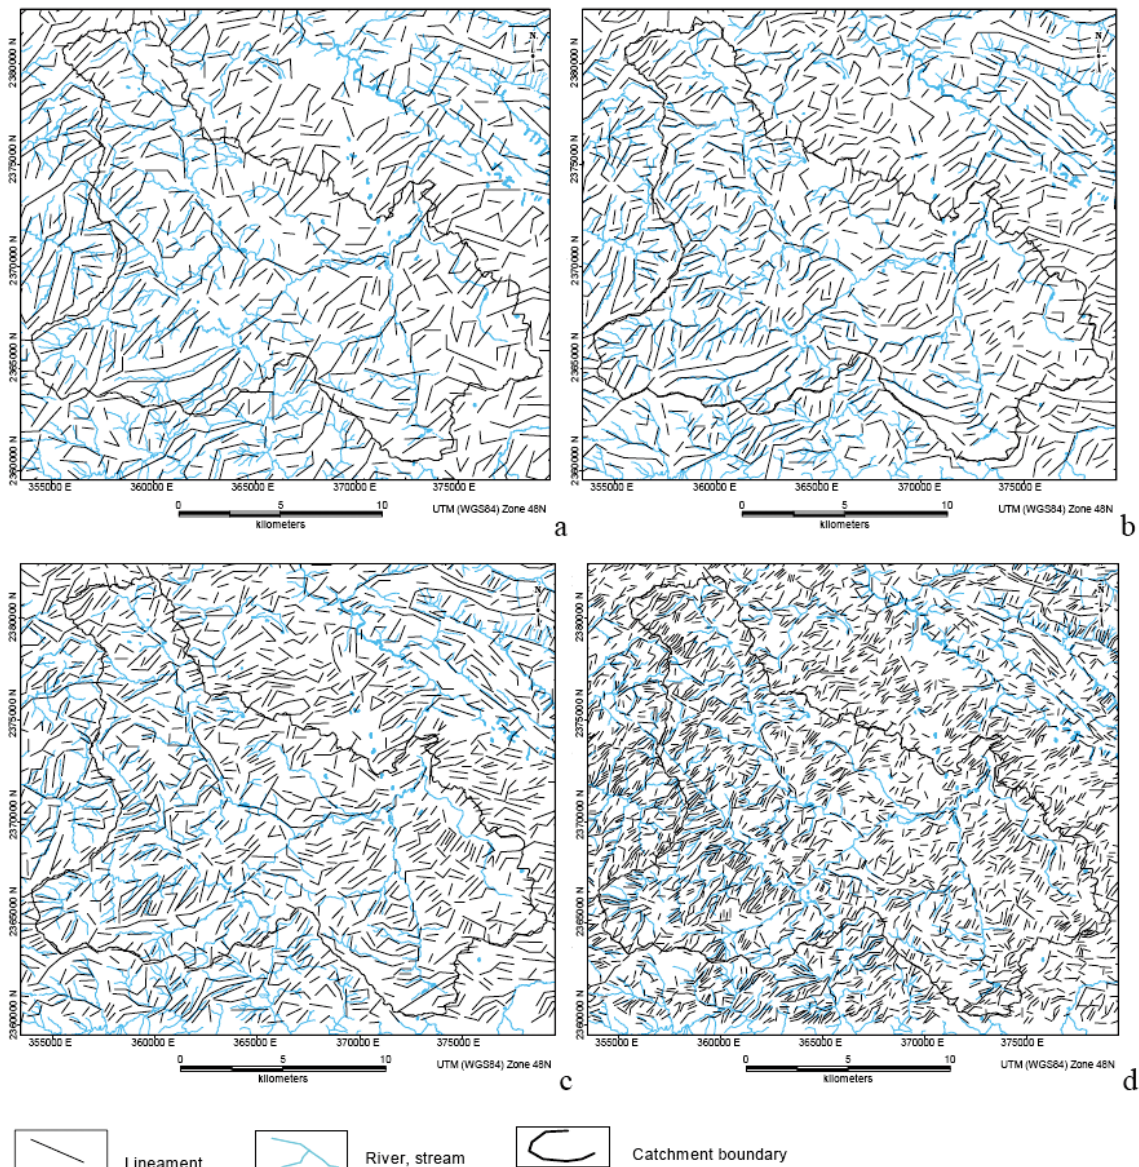 N
N
2380000 N
2375000 N
2370000 N
2365000 N
2360000 N
2380000 N
2375000 N
2370000 N
2365000 N
2360000 N
355000 E 360000 E 365000 E 370000 E 375000 E
355000 E 360000 E 365000 E 370000 E 375000 E
0 5 10
kilometers
UTM (WGS84) Zone 48N
a
0 5 10
kilometers
UTM (WGS84) Zone 48N
b
N
N
2380000 N
2375000 N
2370000 N
2365000 N
2360000 N
2380000 N
2375000 N
2370000 N
2365000 N
2360000 N
355000 E 360000 E 365000 E 370000 E 375000 E
355000 E 360000 E 365000 E 370000 E 375000 E
0 5 10
kilometers
UTM (WGS84) Zone 48N
c
0 5 10
kilometers
UTM (WGS84) Zone 48N
d
Lineament
River, stream
Catchment boundary